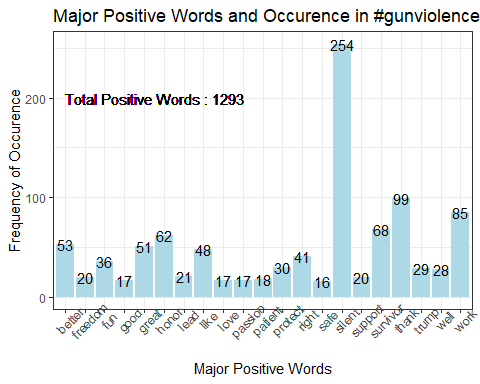 Major Positive Words and Occurence in #gunviolence
Total Positive Words : 1293
Frequency of Occurence
200
100
0
53
20
36
17
51
62
21
48
17
17
18
30
41
16
254
20
68
99
29
28
85
better
freedom
fun
good
great
honor
lead
like
love
passion
patient
protect
right
safe
silent
support
survivor
thank
trump
well
work
Major Positive Words